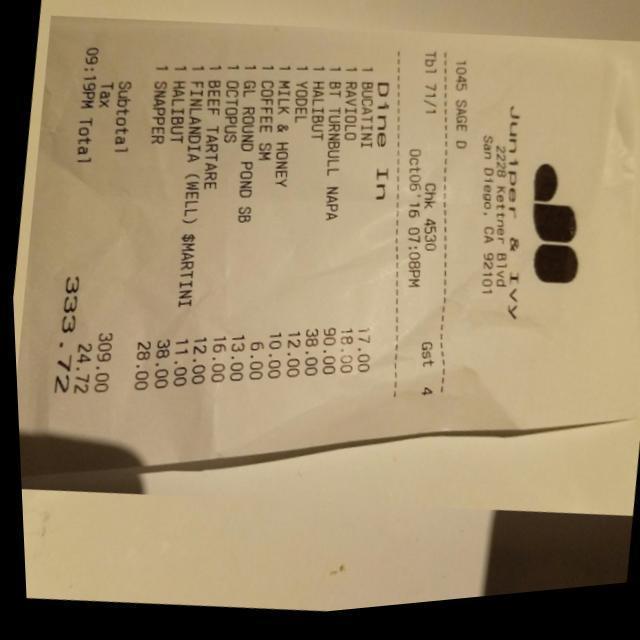 Juniper & Ivy
2228 Kettner Blvd
San Diego, CA 92101
1045 SAGE D
Tbl 71/1 Chk 4530 Gst 4
Oct06'16 07:08PM
Dine In
1 BUCATINI 17.00
1 RAVIOLO 18.00
1 BT TURNBULL NAPA 90.00
1 HALIBUT 38.00
1 YODEL 12.00
1 MILK & HONEY 10.00
1 COFFEE SM 6.00
1 GL ROUND POND SB 13.00
1 OCTOPUS 16.00
1 BEEF TARTARE 12.00
1 FINLANDIA (WELL) $MARTINI 11.00
1 HALIBUT 38.00
1 SNAPPER 28.00
Subtotal 309.00
Tax 24.72
09:19PM Total 333.72